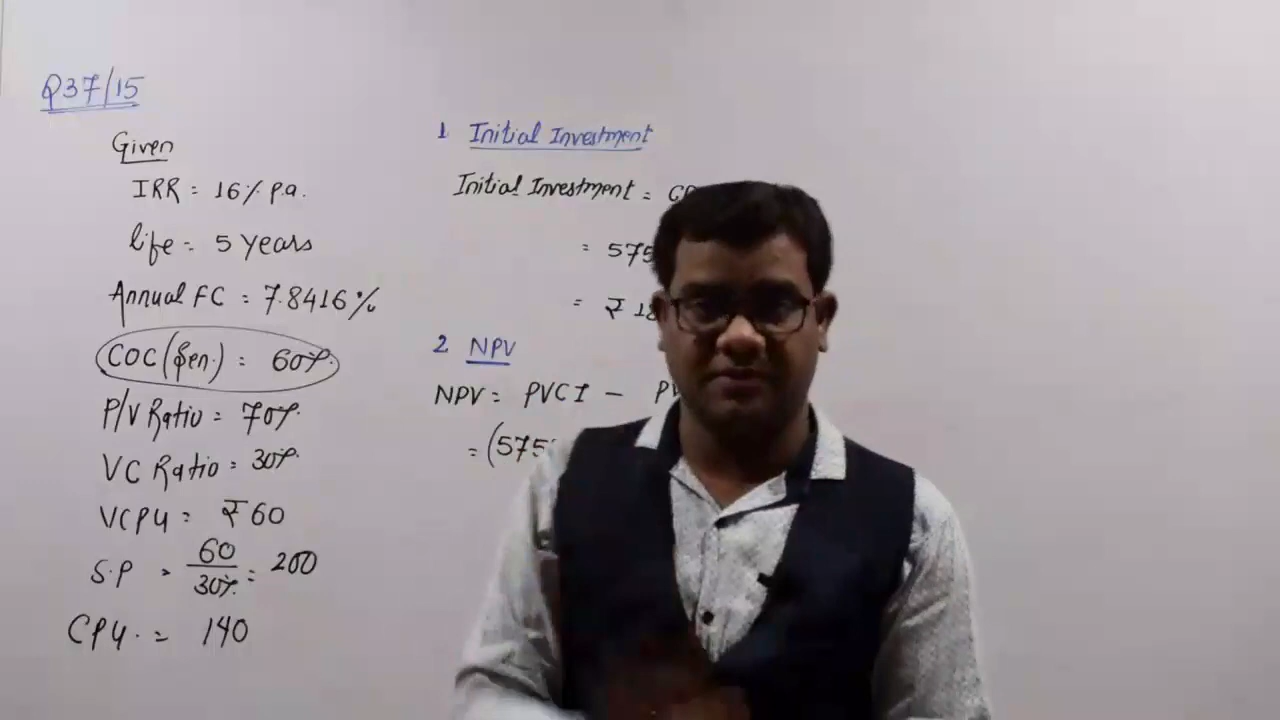 Q37/15
Given
IRR = 16% p.a.
life = 5 years
Annual FC = 7.8416%
COC (Gen.) = 60%
P/V Ratio = 70%
VC Ratio = 30%
VCPU = ₹60
S.P = 60/30% = 200
CPU. = 140
1 Initial Investment
Initial Investment =
= 575
= ₹ 18
2 NPV
NPV = PVCI - PV
= (575